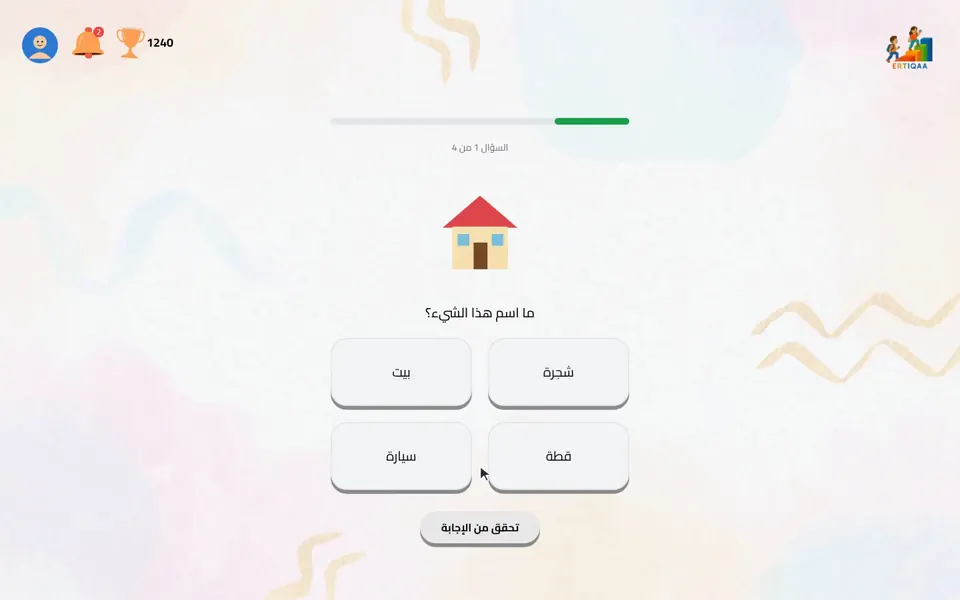 2
1240
ERTIQAA
السؤال 1 من 4
ما اسم هذا الشيء؟
شجرة
بيت
قطة
سيارة
تحقق من الإجابة